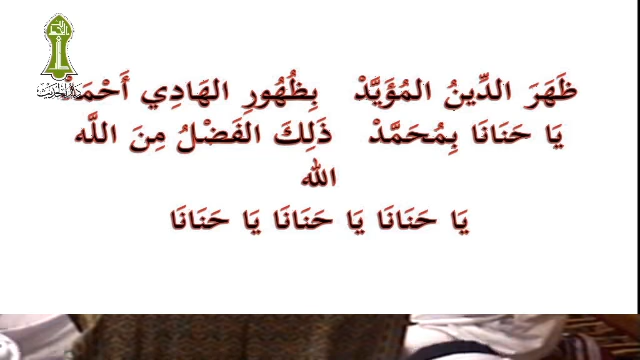 ظَهَرَ الدِّينُ المُؤَيَّدْ بِظُهُورِ الهَادِي أَحْمَدْ
يَا حَنَانَا بِمُحَمَّدْ ذَلِكَ الفَضْلُ مِنَ اللَّه
الله
يَا حَنَانَا يَا حَنَانَا يَا حَنَانَا